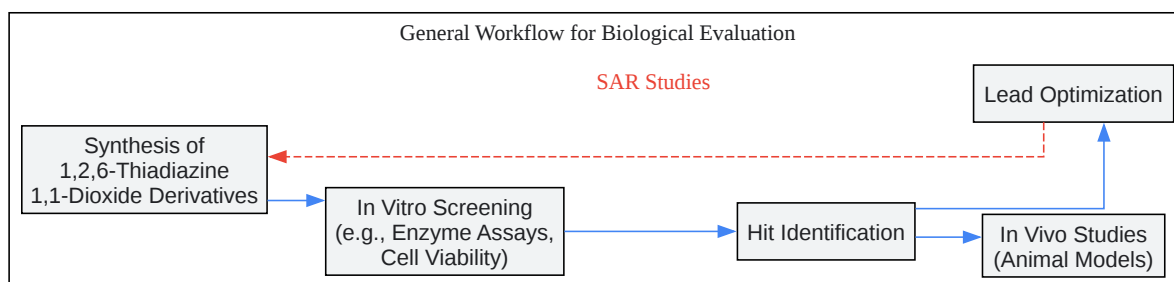 General Workflow for Biological Evaluation
SAR Studies
Lead Optimization
Synthesis of
1,2,6-Thiadiazine
1,1-Dioxide Derivatives
In Vitro Screening
(e.g., Enzyme Assays,
Cell Viability)
Hit Identification
In Vivo Studies
(Animal Models)